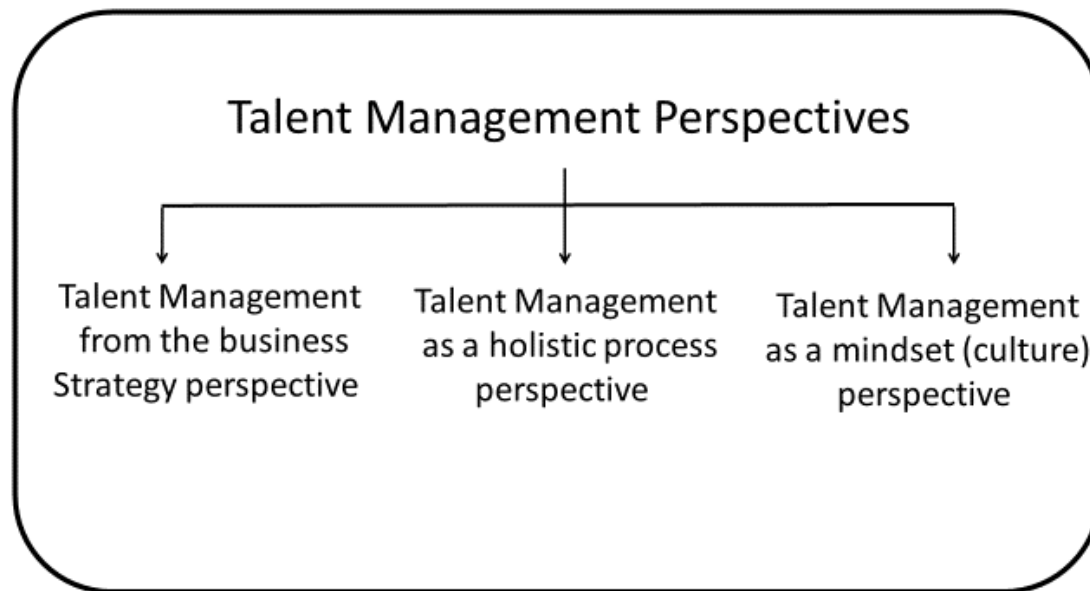 Talent Management Perspectives
Talent Management
from the business
Strategy perspective
Talent Management
as a holistic process
perspective
Talent Management
as a mindset (culture)
perspective